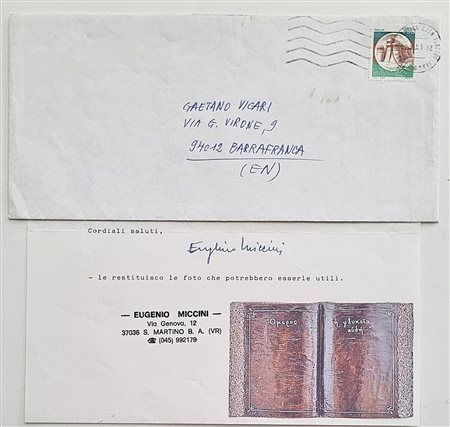 GAETANO VICARI
VIA G. VIRONE, 9
94012 BARRAFRANCA
(EN)
Cordiali saluti,
Eugenio Miccini
- le restituisco le foto che potrebbero esserle utili.
— EUGENIO MICCINI —
Via Genova, 12
37036 S. MARTINO B. A. (VR)
☎ (045) 992179